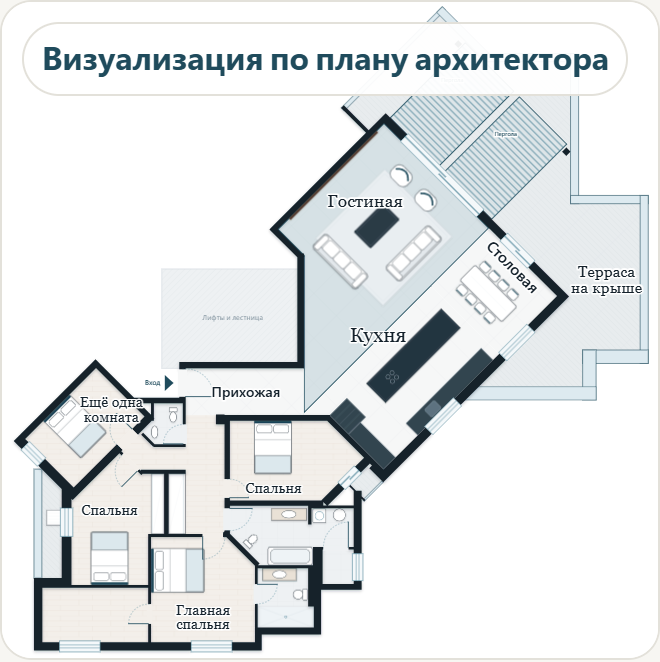 Визуализация по плану архитектора
Пергола
Гостиная
Столовая
Терраса
на крыше
Лифты и лестница
Кухня
Вход
Прихожая
Ещё одна
комната
Спальня
Спальня
Главная
спальня